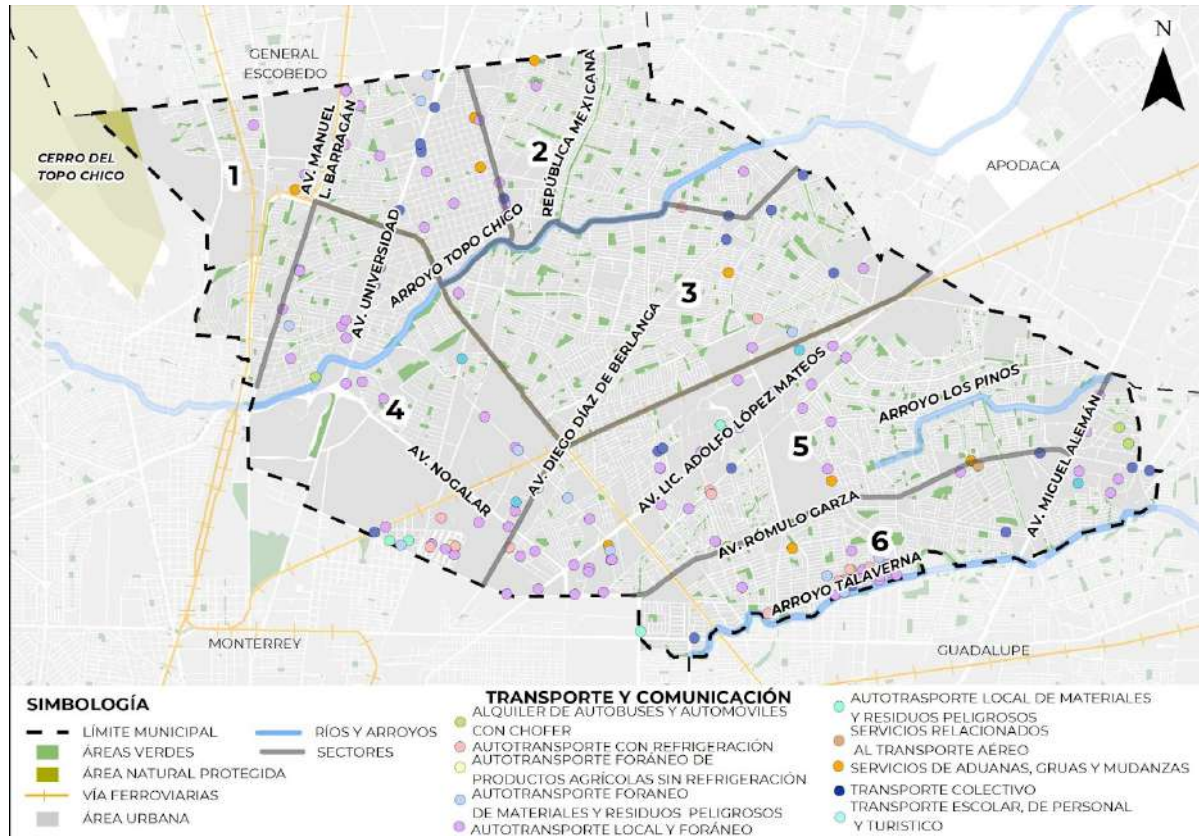 N
GENERAL
ESCOBEDO
CERRO DEL
TOPO CHICO
1
AV. MANUEL
L. BARRAGÁN
2
REPÚBLICA MEXICANA
APODACA
AV. UNIVERSIDAD
ARROYO TOPO CHICO
3
AV. DIEGO DÍAZ DE BERLANGA
4
AV. NOGALAR
AV. LIC. ADOLFO LÓPEZ MATEOS
ARROYO LOS PINOS
5
AV. MIGUEL ALEMÁN
AV. RÓMULO GARZA
6
ARROYO TALAVERNA
MONTERREY
GUADALUPE
SIMBOLOGÍA
LÍMITE MUNICIPAL
ÁREAS VERDES
ÁREA NATURAL PROTEGIDA
VÍA FERROVIARIAS
ÁREA URBANA
RÍOS Y ARROYOS
SECTORES
TRANSPORTE Y COMUNICACIÓN
ALQUILER DE AUTOBUSES Y AUTOMÓVILES
CON CHOFER
AUTOTRANSPORTE CON REFRIGERACIÓN
AUTOTRANSPORTE FORÁNEO DE
PRODUCTOS AGRÍCOLAS SIN REFRIGERACIÓN
AUTOTRANSPORTE FORANEO
DE MATERIALES Y RESIDUOS PELIGROSOS
AUTOTRANSPORTE LOCAL Y FORÁNEO
AUTOTRASPORTE LOCAL DE MATERIALES
Y RESIDUOS PELIGROSOS
SERVICIOS RELACIONADOS
AL TRANSPORTE AÉREO
SERVICIOS DE ADUANAS, GRUAS Y MUDANZAS
TRANSPORTE COLECTIVO
TRANSPORTE ESCOLAR, DE PERSONAL
Y TURISTICO